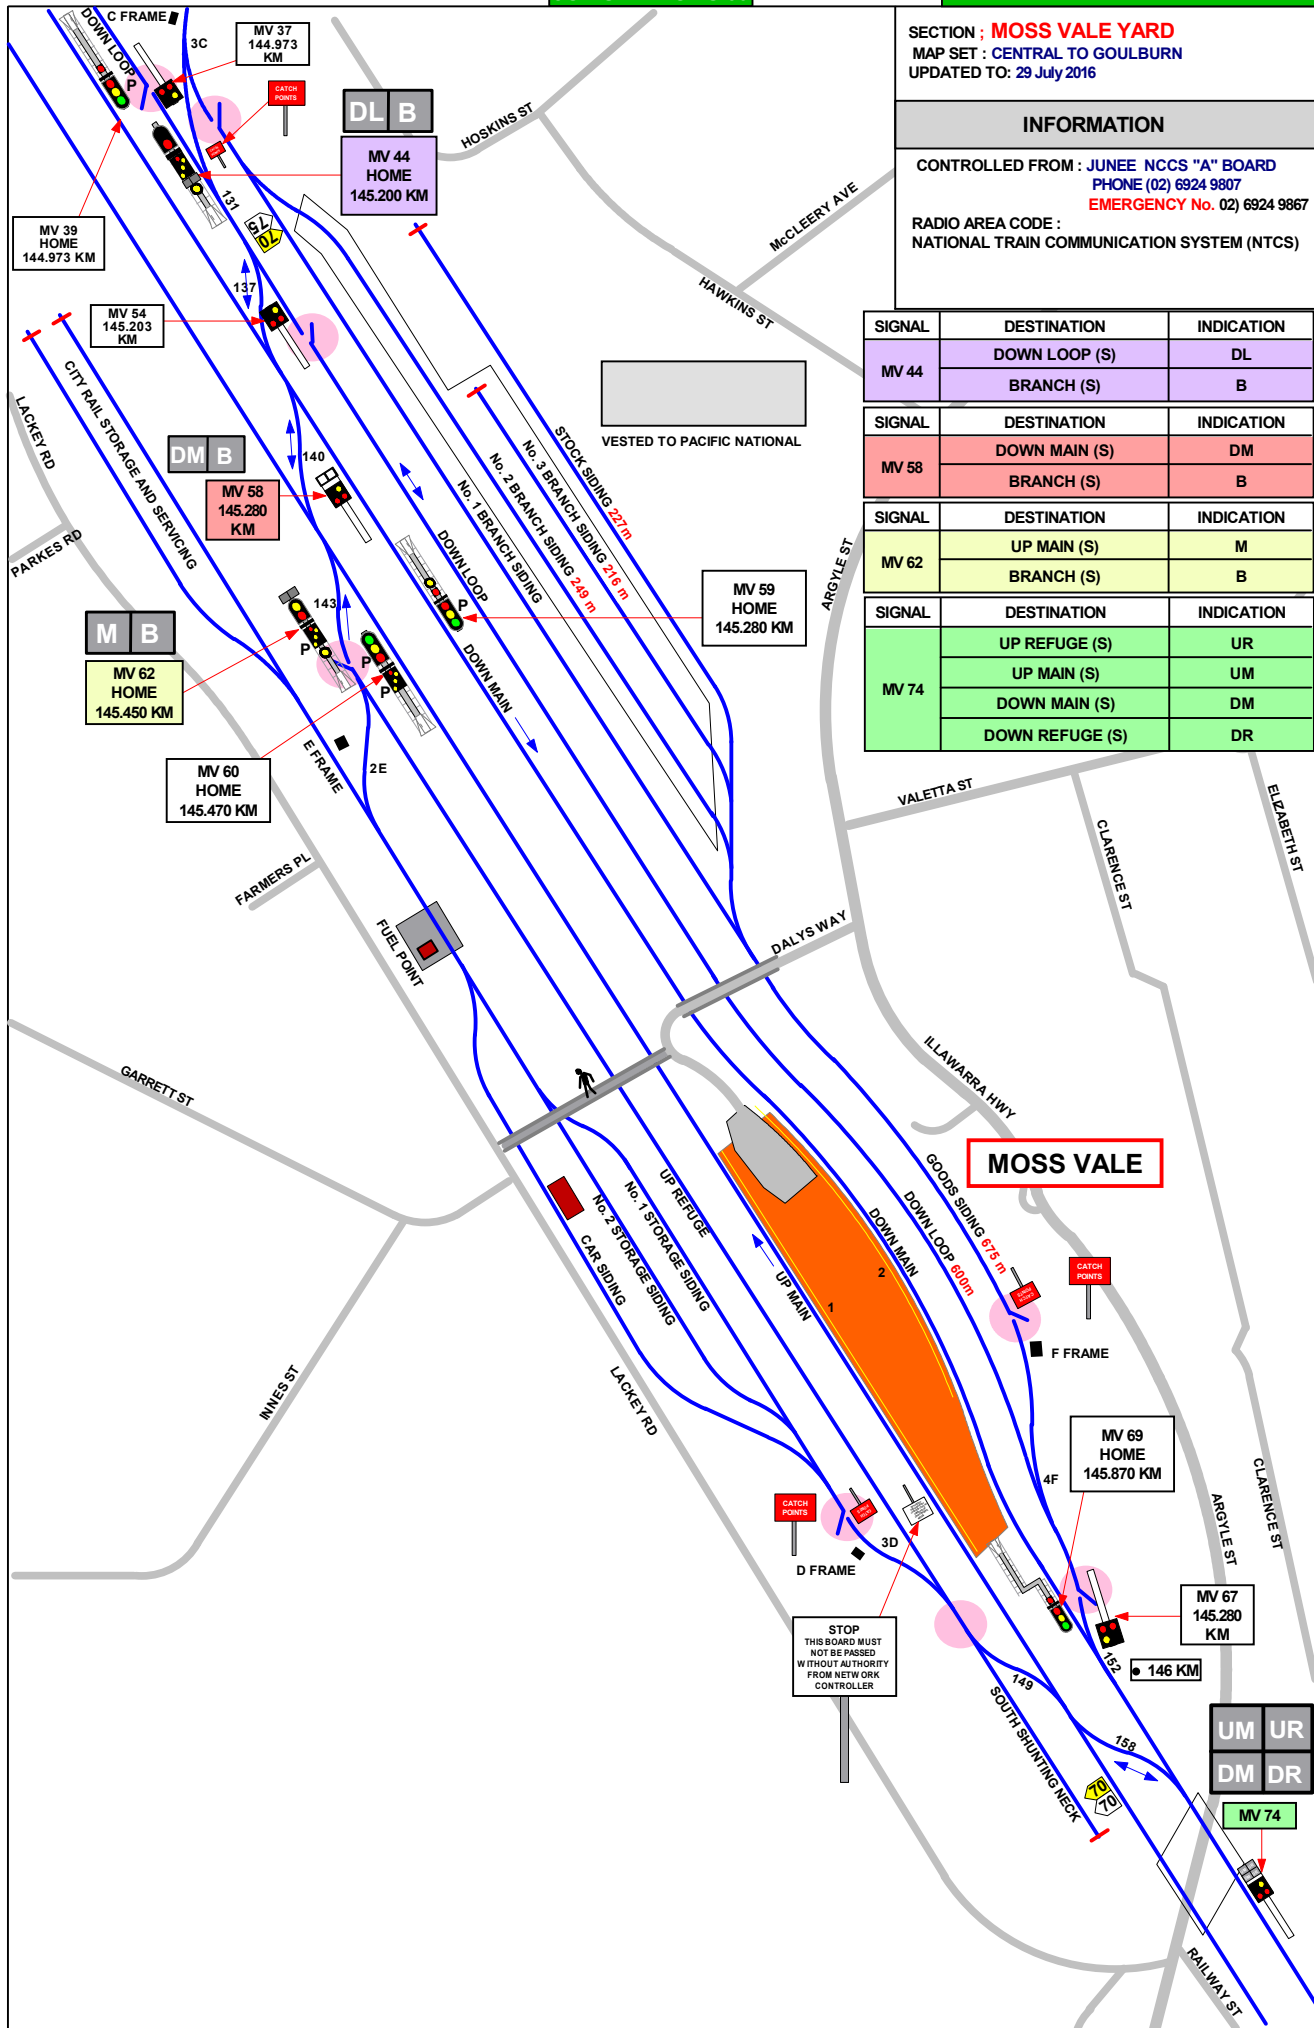 SECTION ; MOSS VALE YARD
MAP SET : CENTRAL TO GOULBURN
UPDATED TO: 29 July 2016
INFORMATION
CONTROLLED FROM : JUNEE NCCS "A" BOARD
PHONE (02) 6924 9807
EMERGENCY No. 02) 6924 9867
RADIO AREA CODE :
NATIONAL TRAIN COMMUNICATION SYSTEM (NTCS)
SIGNAL DESTINATION INDICATION
MV 44
DOWN LOOP (S) DL
BRANCH (S) B
SIGNAL DESTINATION INDICATION
MV 58
DOWN MAIN (S) DM
BRANCH (S) B
SIGNAL DESTINATION INDICATION
MV 62
UP MAIN (S) M
BRANCH (S) B
SIGNAL DESTINATION INDICATION
MV 74
UP REFUGE (S) UR
UP MAIN (S) UM
DOWN MAIN (S) DM
DOWN REFUGE (S) DR
C FRAME
DOWN LOOP
3C
MV 37
144.973
KM
P
CATCH
POINTS
DL B
MV 44
HOME
145.200 KM
HOSKINS ST
McCLEERY AVE
HAWKINS ST
MV 39
HOME
144.973 KM
131
75
70
137
MV 54
145.203
KM
CITY RAIL STORAGE AND SERVICING
LACKEY RD
PARKES RD
VESTED TO PACIFIC NATIONAL
DM B
140
MV 58
145.280
KM
STOCK SIDING 227m
No. 3 BRANCH SIDING 216 m
No. 2 BRANCH SIDING 249 m
No. 1 BRANCH SIDING
DOWN LOOP
DOWN MAIN
ARGYLE ST
MV 59
HOME
145.280 KM
P
M B
MV 62
HOME
145.450 KM
143
P
P
P
E FRAME
2E
MV 60
HOME
145.470 KM
VALETTA ST
CLARENCE ST
ELIZABETH ST
FARMERS PL
FUEL POINT
DALYS WAY
GARRETT ST
ILLAWARRA HWY
MOSS VALE
INNES ST
CAR SIDING
No. 2 STORAGE SIDING
No. 1 STORAGE SIDING
UP REFUGE
UP MAIN
1
2
DOWN MAIN
DOWN LOOP 600m
GOODS SIDING 675 m
CATCH
POINTS
CATCH
POINTS
F FRAME
LACKEY RD
MV 69
HOME
145.870 KM
4F
CATCH
POINTS
3D
D FRAME
STOP
THIS BOARD MUST
NOT BE PASSED
WITHOUT AUTHORITY
FROM NETWORK
CONTROLLER
MV 67
145.280
KM
152
146 KM
149
158
SOUTH SHUNTING NECK
70
70
ARGYLE ST
CLARENCE ST
UM UR
DM DR
MV 74
RAILWAY ST